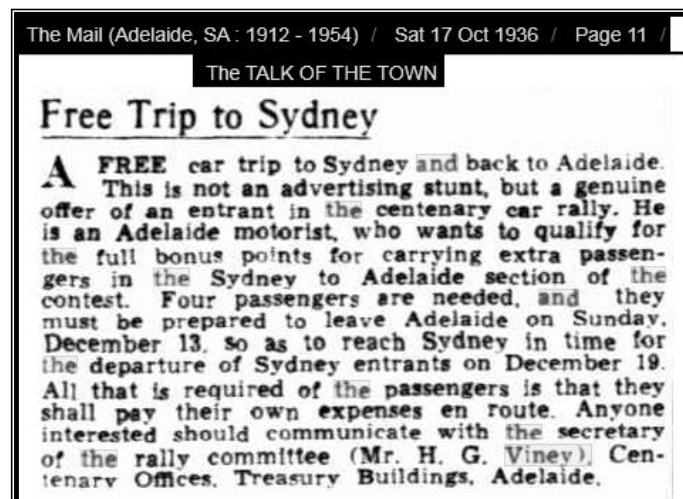 The Mail (Adelaide, SA : 1912 - 1954) / Sat 17 Oct 1936 / Page 11 /
The TALK OF THE TOWN
Free Trip to Sydney
A FREE car trip to Sydney and back to Adelaide.
This is not an advertising stunt, but a genuine
offer of an entrant in the centenary car rally. He
is an Adelaide motorist, who wants to qualify for
the full bonus points for carrying extra passen-
gers in the Sydney to Adelaide section of the
contest. Four passengers are needed, and they
must be prepared to leave Adelaide on Sunday,
December 13, so as to reach Sydney in time for
the departure of Sydney entrants on December 19.
All that is required of the passengers is that they
shall pay their own expenses en route. Anyone
interested should communicate with the secretary
of the rally committee (Mr. H. G. Viney), Cen-
tenary Offices, Treasury Buildings, Adelaide.